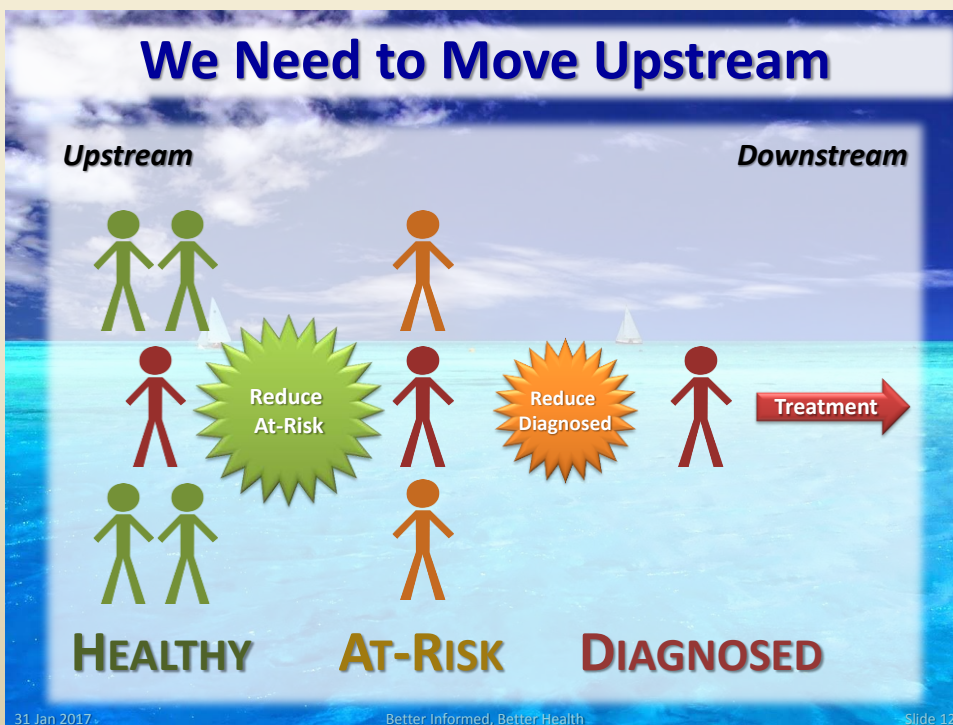 We Need to Move Upstream
Upstream
Downstream
Reduce
At-Risk
Reduce
Diagnosed
Treatment
HEALTHY
AT-RISK
DIAGNOSED
31 Jan 2017
Better Informed, Better Health
Slide 12